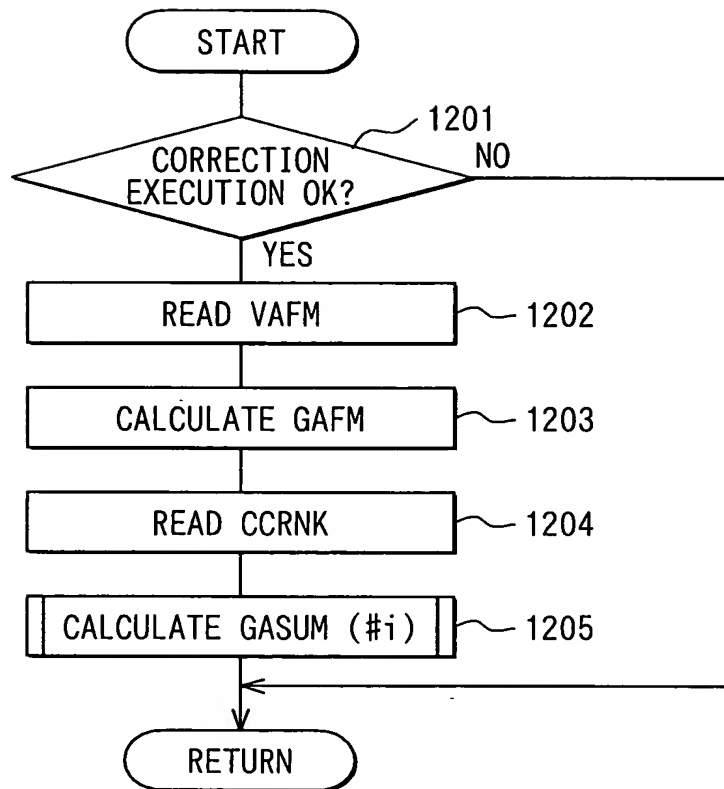 START
1201
CORRECTION
EXECUTION OK?
NO
YES
READ VAFM
1202
CALCULATE GAFM
1203
READ CCRNK
1204
CALCULATE GASUM (#i)
1205
RETURN